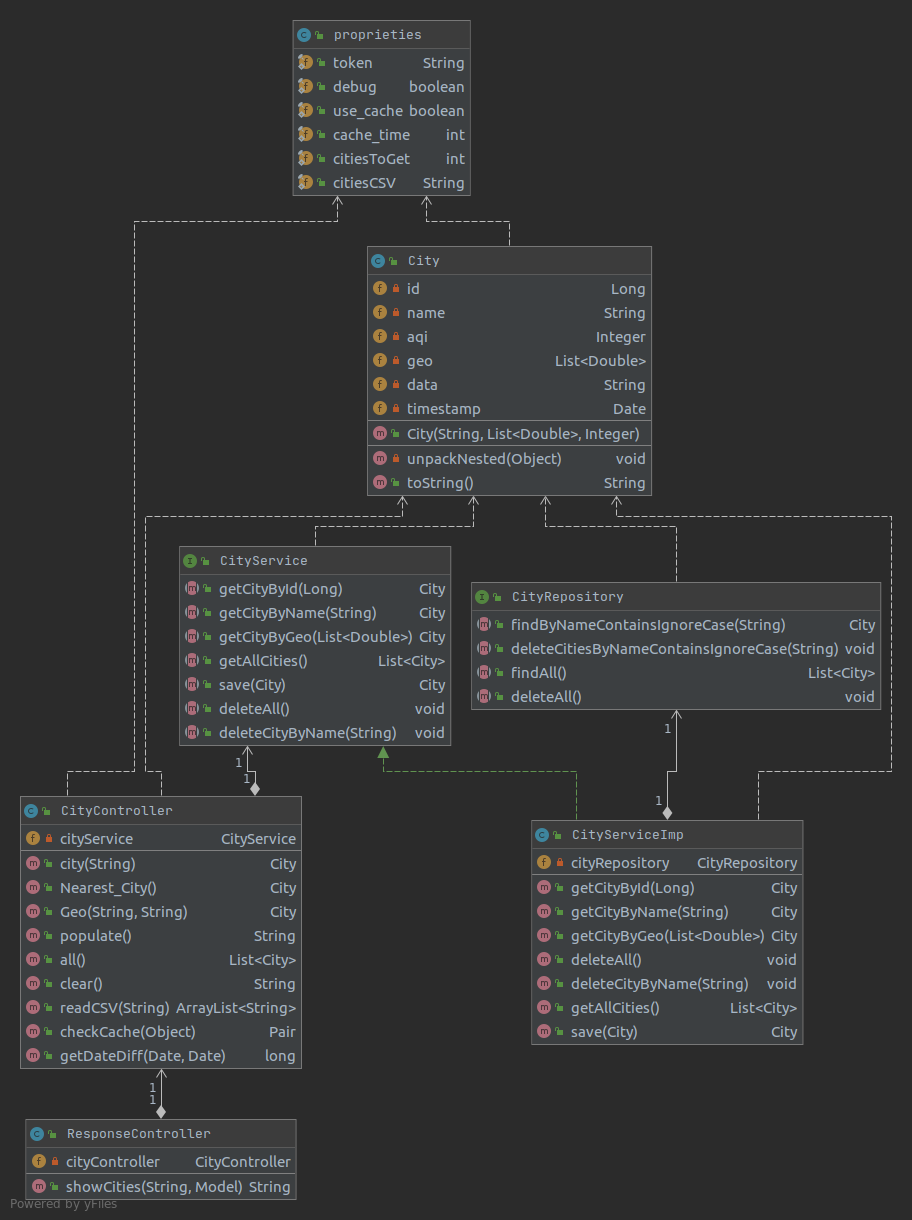 proprieties
token String
debug boolean
use_cache boolean
cache_time int
citiesToGet int
citiesCSV String
City
id Long
name String
aqi Integer
geo List<Double>
data String
timestamp Date
City(String, List<Double>, Integer)
unpackNested(Object) void
toString() String
CityService
getCityById(Long) City
getCityByName(String) City
getCityByGeo(List<Double>) City
getAllCities() List<City>
save(City) City
deleteAll() void
deleteCityByName(String) void
CityRepository
findByNameContainsIgnoreCase(String) City
deleteCitiesByNameContainsIgnoreCase(String) void
findAll() List<City>
deleteAll() void
1
1
1
1
CityController
cityService CityService
city(String) City
Nearest_City() City
Geo(String, String) City
populate() String
all() List<City>
clear() String
readCSV(String) ArrayList<String>
checkCache(Object) Pair
getDateDiff(Date, Date) long
CityServiceImp
cityRepository CityRepository
getCityById(Long) City
getCityByName(String) City
getCityByGeo(List<Double>) City
deleteAll() void
deleteCityByName(String) void
getAllCities() List<City>
save(City) City
1
1
ResponseController
cityController CityController
showCities(String, Model) String
Powered by yFiles